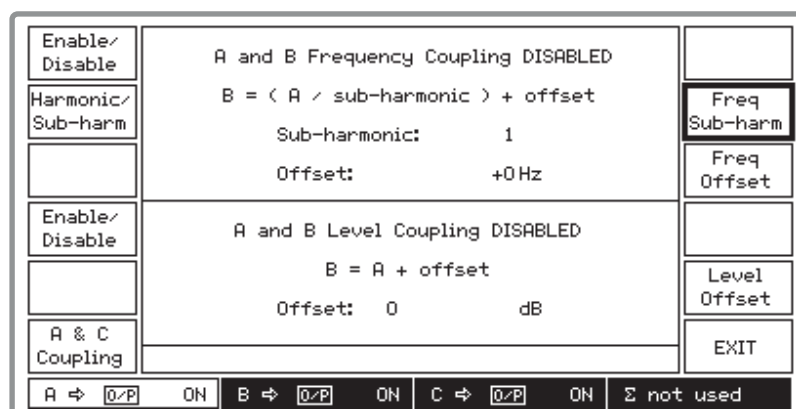 Enable/
Disable
Harmonic/
Sub-harm
Enable/
Disable
A & C
Coupling
A and B Frequency Coupling DISABLED
B = ( A / sub-harmonic ) + offset
Sub-harmonic: 1
Offset: +0 Hz
A and B Level Coupling DISABLED
B = A + offset
Offset: 0 dB
Freq
Sub-harm
Freq
Offset
Level
Offset
EXIT
A ⇨ O/P ON B ⇨ O/P ON C ⇨ O/P ON Σ not used